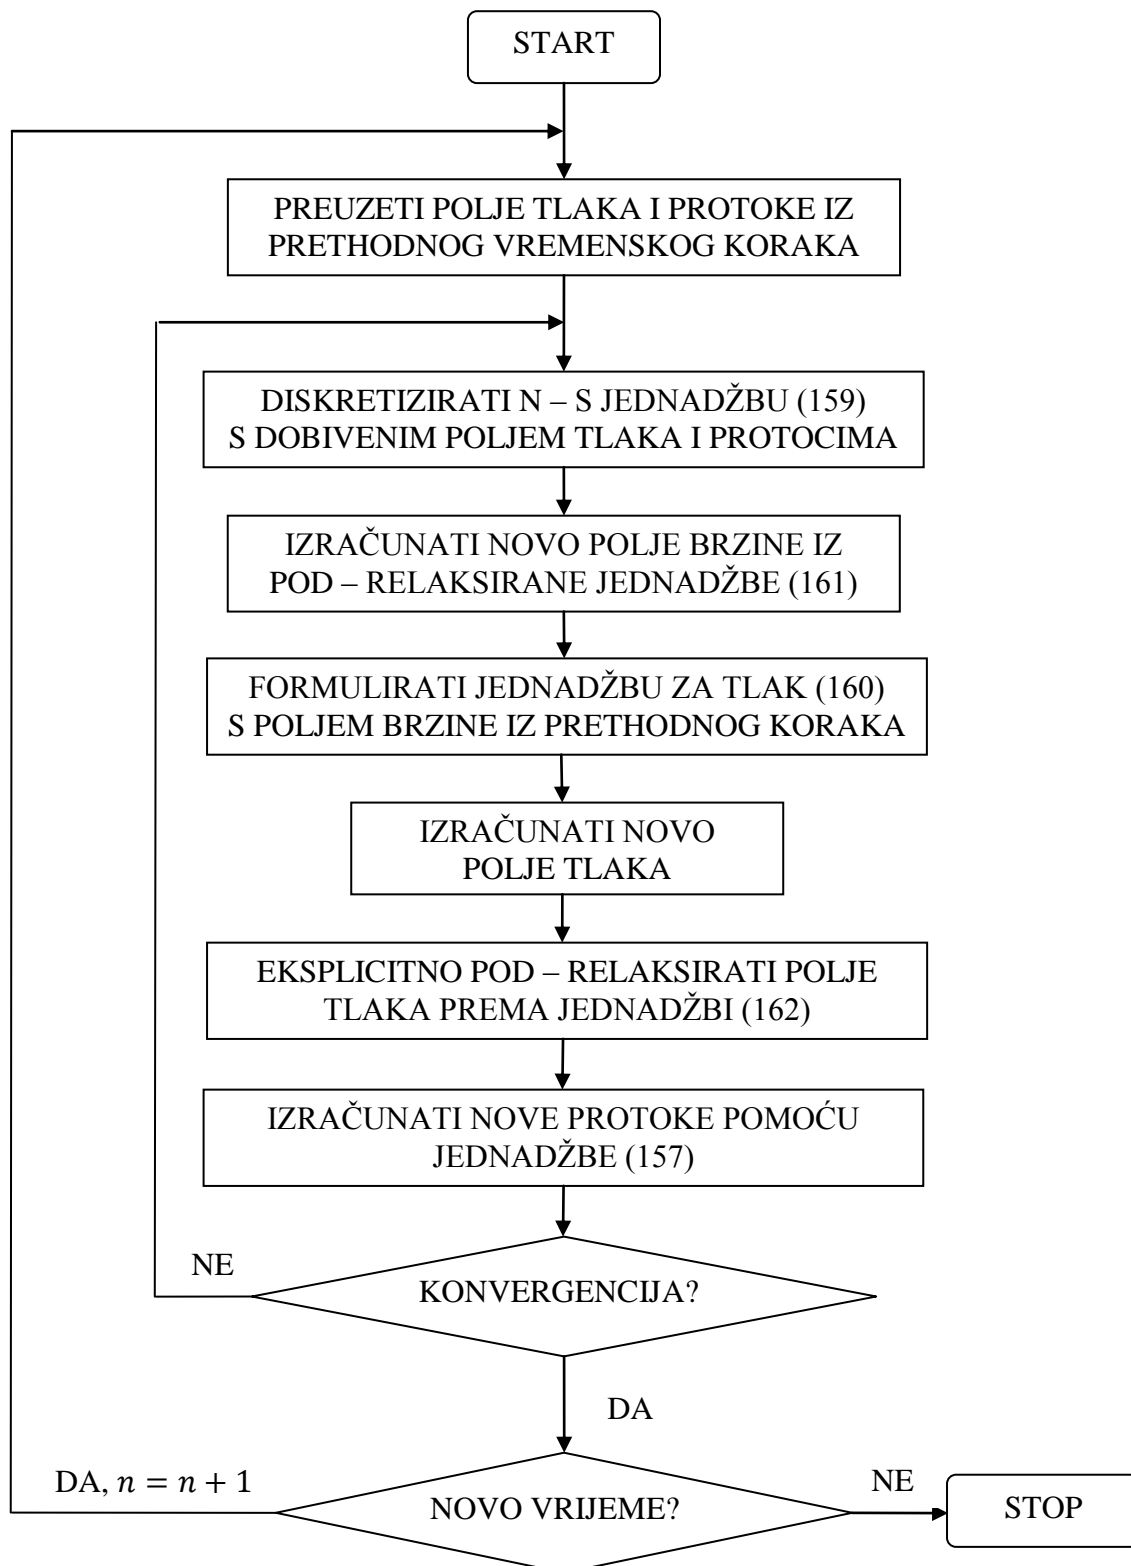 START
PREUZETI POLJE TLAKA I PROTOKE IZ
PRETHODNOG VREMENSKOG KORAKA
DISKRETIZIRATI N – S JEDNADŽBU (159)
S DOBIVENIM POLJEM TLAKA I PROTOCIMA
IZRAČUNATI NOVO POLJE BRZINE IZ
POD – RELAKSIRANE JEDNADŽBE (161)
FORMULIRATI JEDNADŽBU ZA TLAK (160)
S POLJEM BRZINE IZ PRETHODNOG KORAKA
IZRAČUNATI NOVO
POLJE TLAKA
EKSPLICITNO POD – RELAKSIRATI POLJE
TLAKA PREMA JEDNADŽBI (162)
IZRAČUNATI NOVE PROTOKE POMOĆU
JEDNADŽBE (157)
NE
KONVERGENCIJA?
DA
DA, n = n + 1
NOVO VRIJEME?
NE
STOP